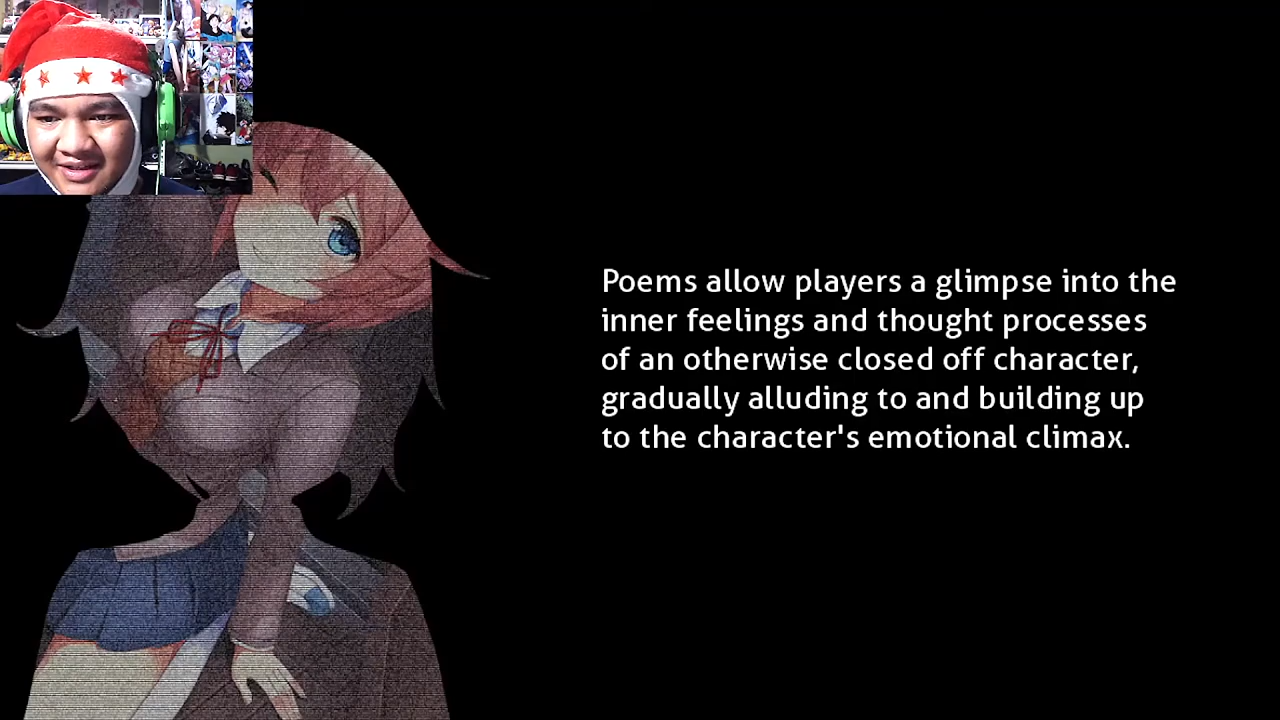 Poems allow players a glimpse into the
inner feelings and thought processes
of an otherwise closed off character,
gradually alluding to and building up
to the character's emotional climax.